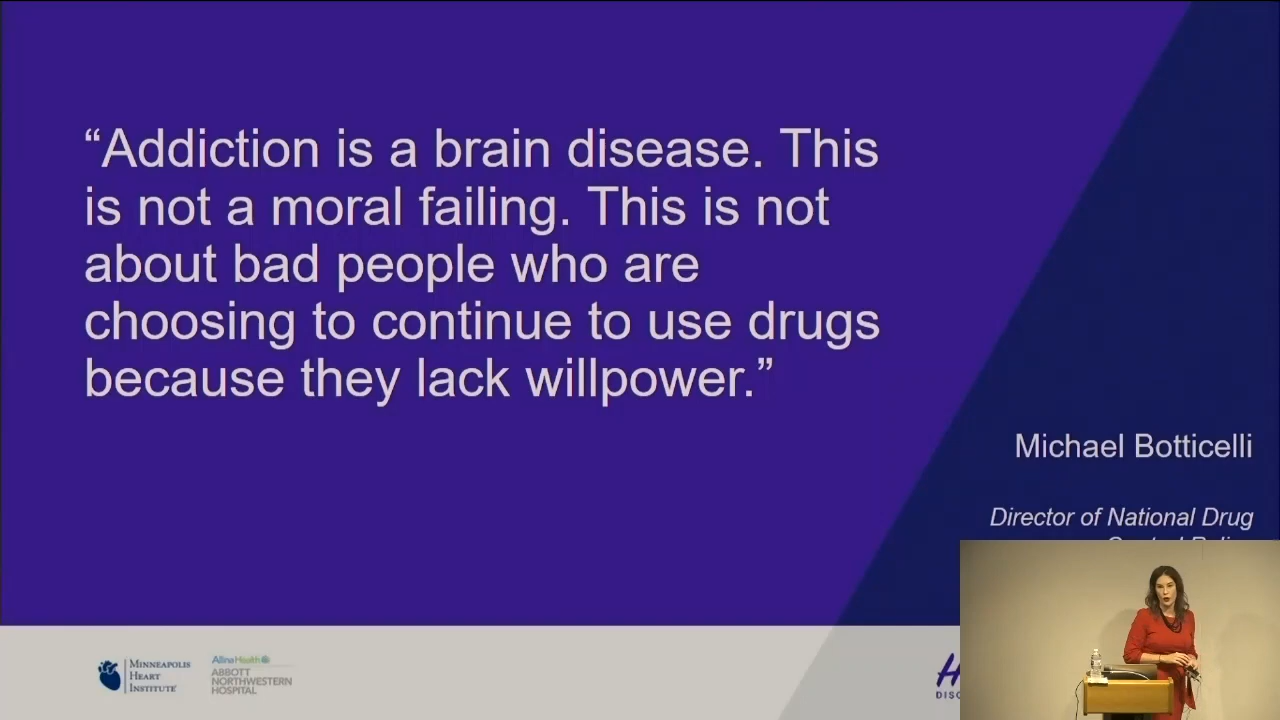 “Addiction is a brain disease. This
is not a moral failing. This is not
about bad people who are
choosing to continue to use drugs
because they lack willpower.”
Michael Botticelli
Director of National Drug
MINNEAPOLIS
HEART
INSTITUTE
Allina Health
ABBOTT
NORTHWESTERN
HOSPITAL